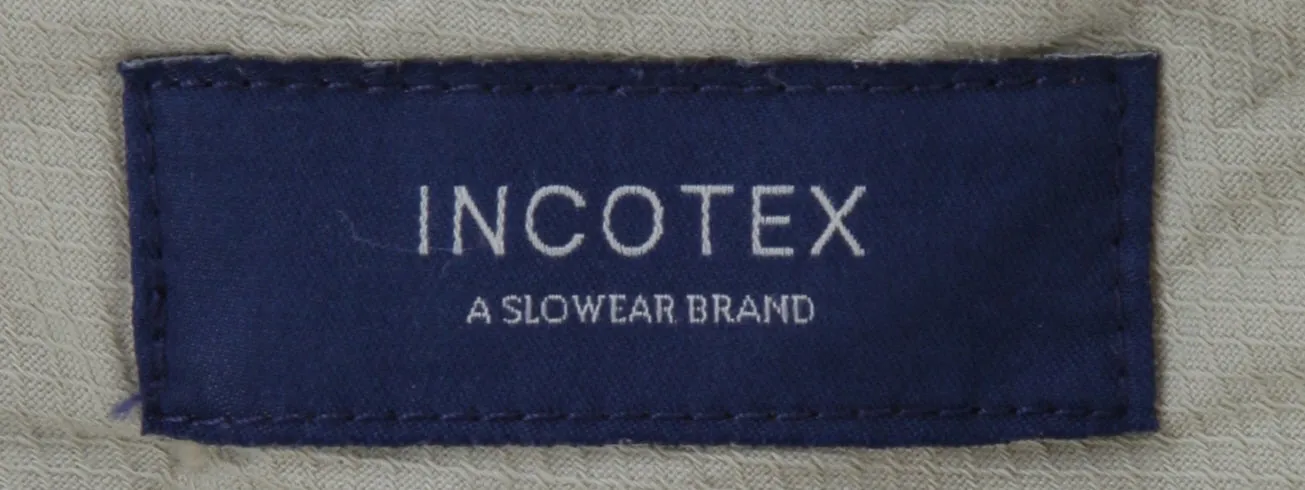 INCOTEX
A SLOWEAR BRAND